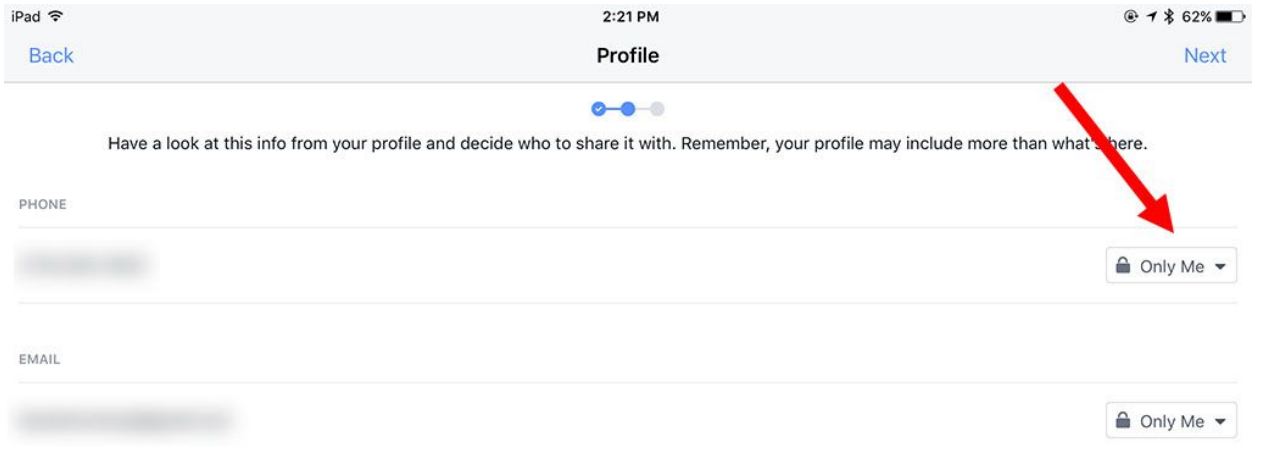 iPad 2:21 PM 62%
Back Profile Next
Have a look at this info from your profile and decide who to share it with. Remember, your profile may include more than what's here.
PHONE
Only Me
EMAIL
Only Me